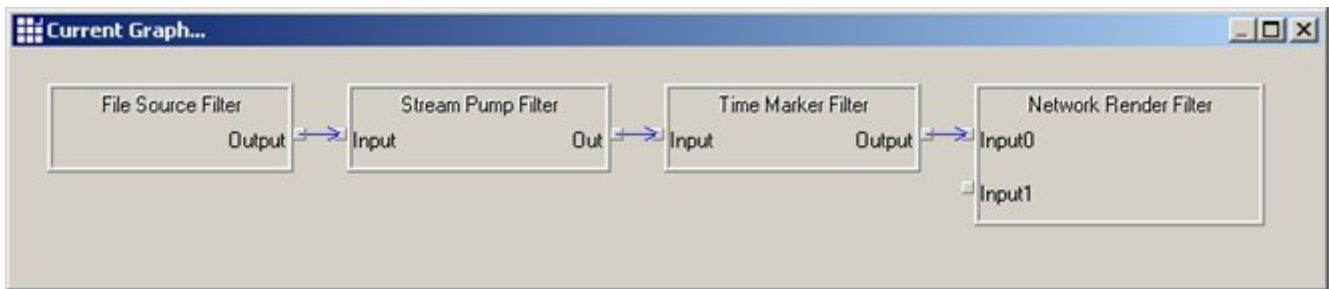 Current Graph...
File Source Filter
Output
Stream Pump Filter
Input Out
Time Marker Filter
Input Output
Network Render Filter
Input0
Input1